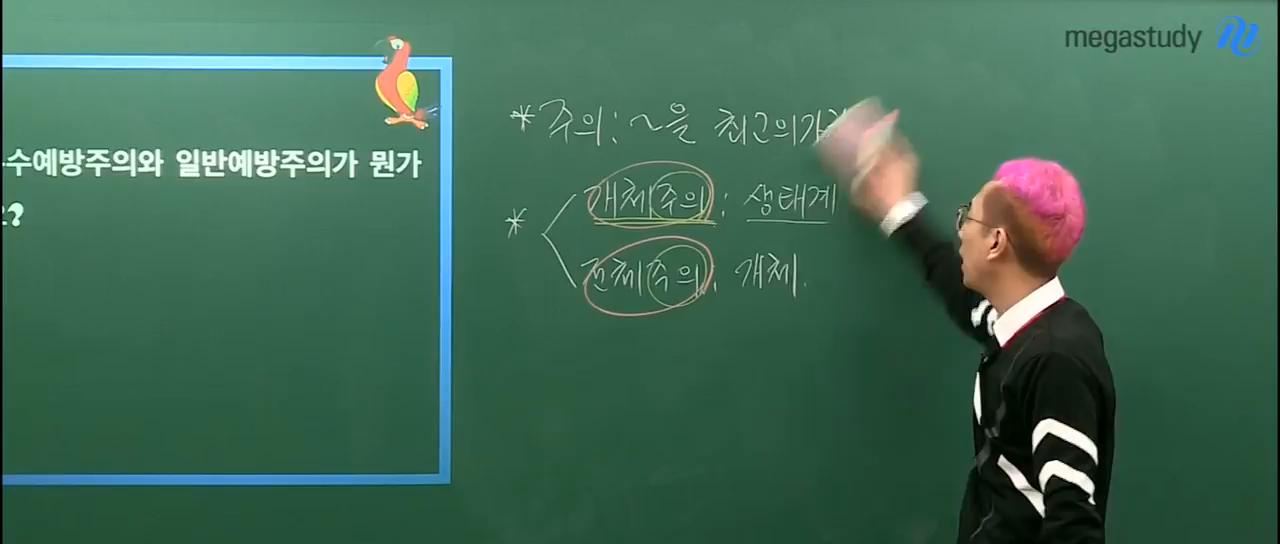 megastudy
수예방주의와 일반예방주의가 뭔가
?
* 주의 : ~을 최고의
* 개체주의 : 생태계
전체주의 : 개체.